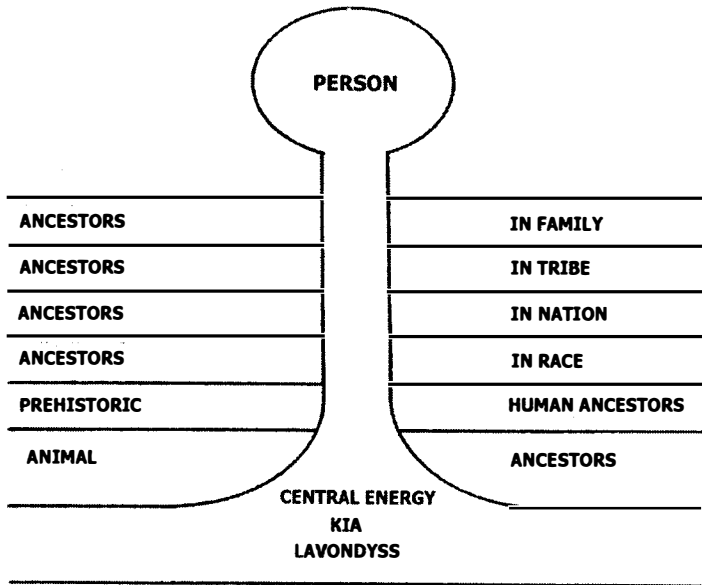 PERSON
ANCESTORS IN FAMILY
ANCESTORS IN TRIBE
ANCESTORS IN NATION
ANCESTORS IN RACE
PREHISTORIC HUMAN ANCESTORS
ANIMAL ANCESTORS
CENTRAL ENERGY
KIA
LAVONDYSS